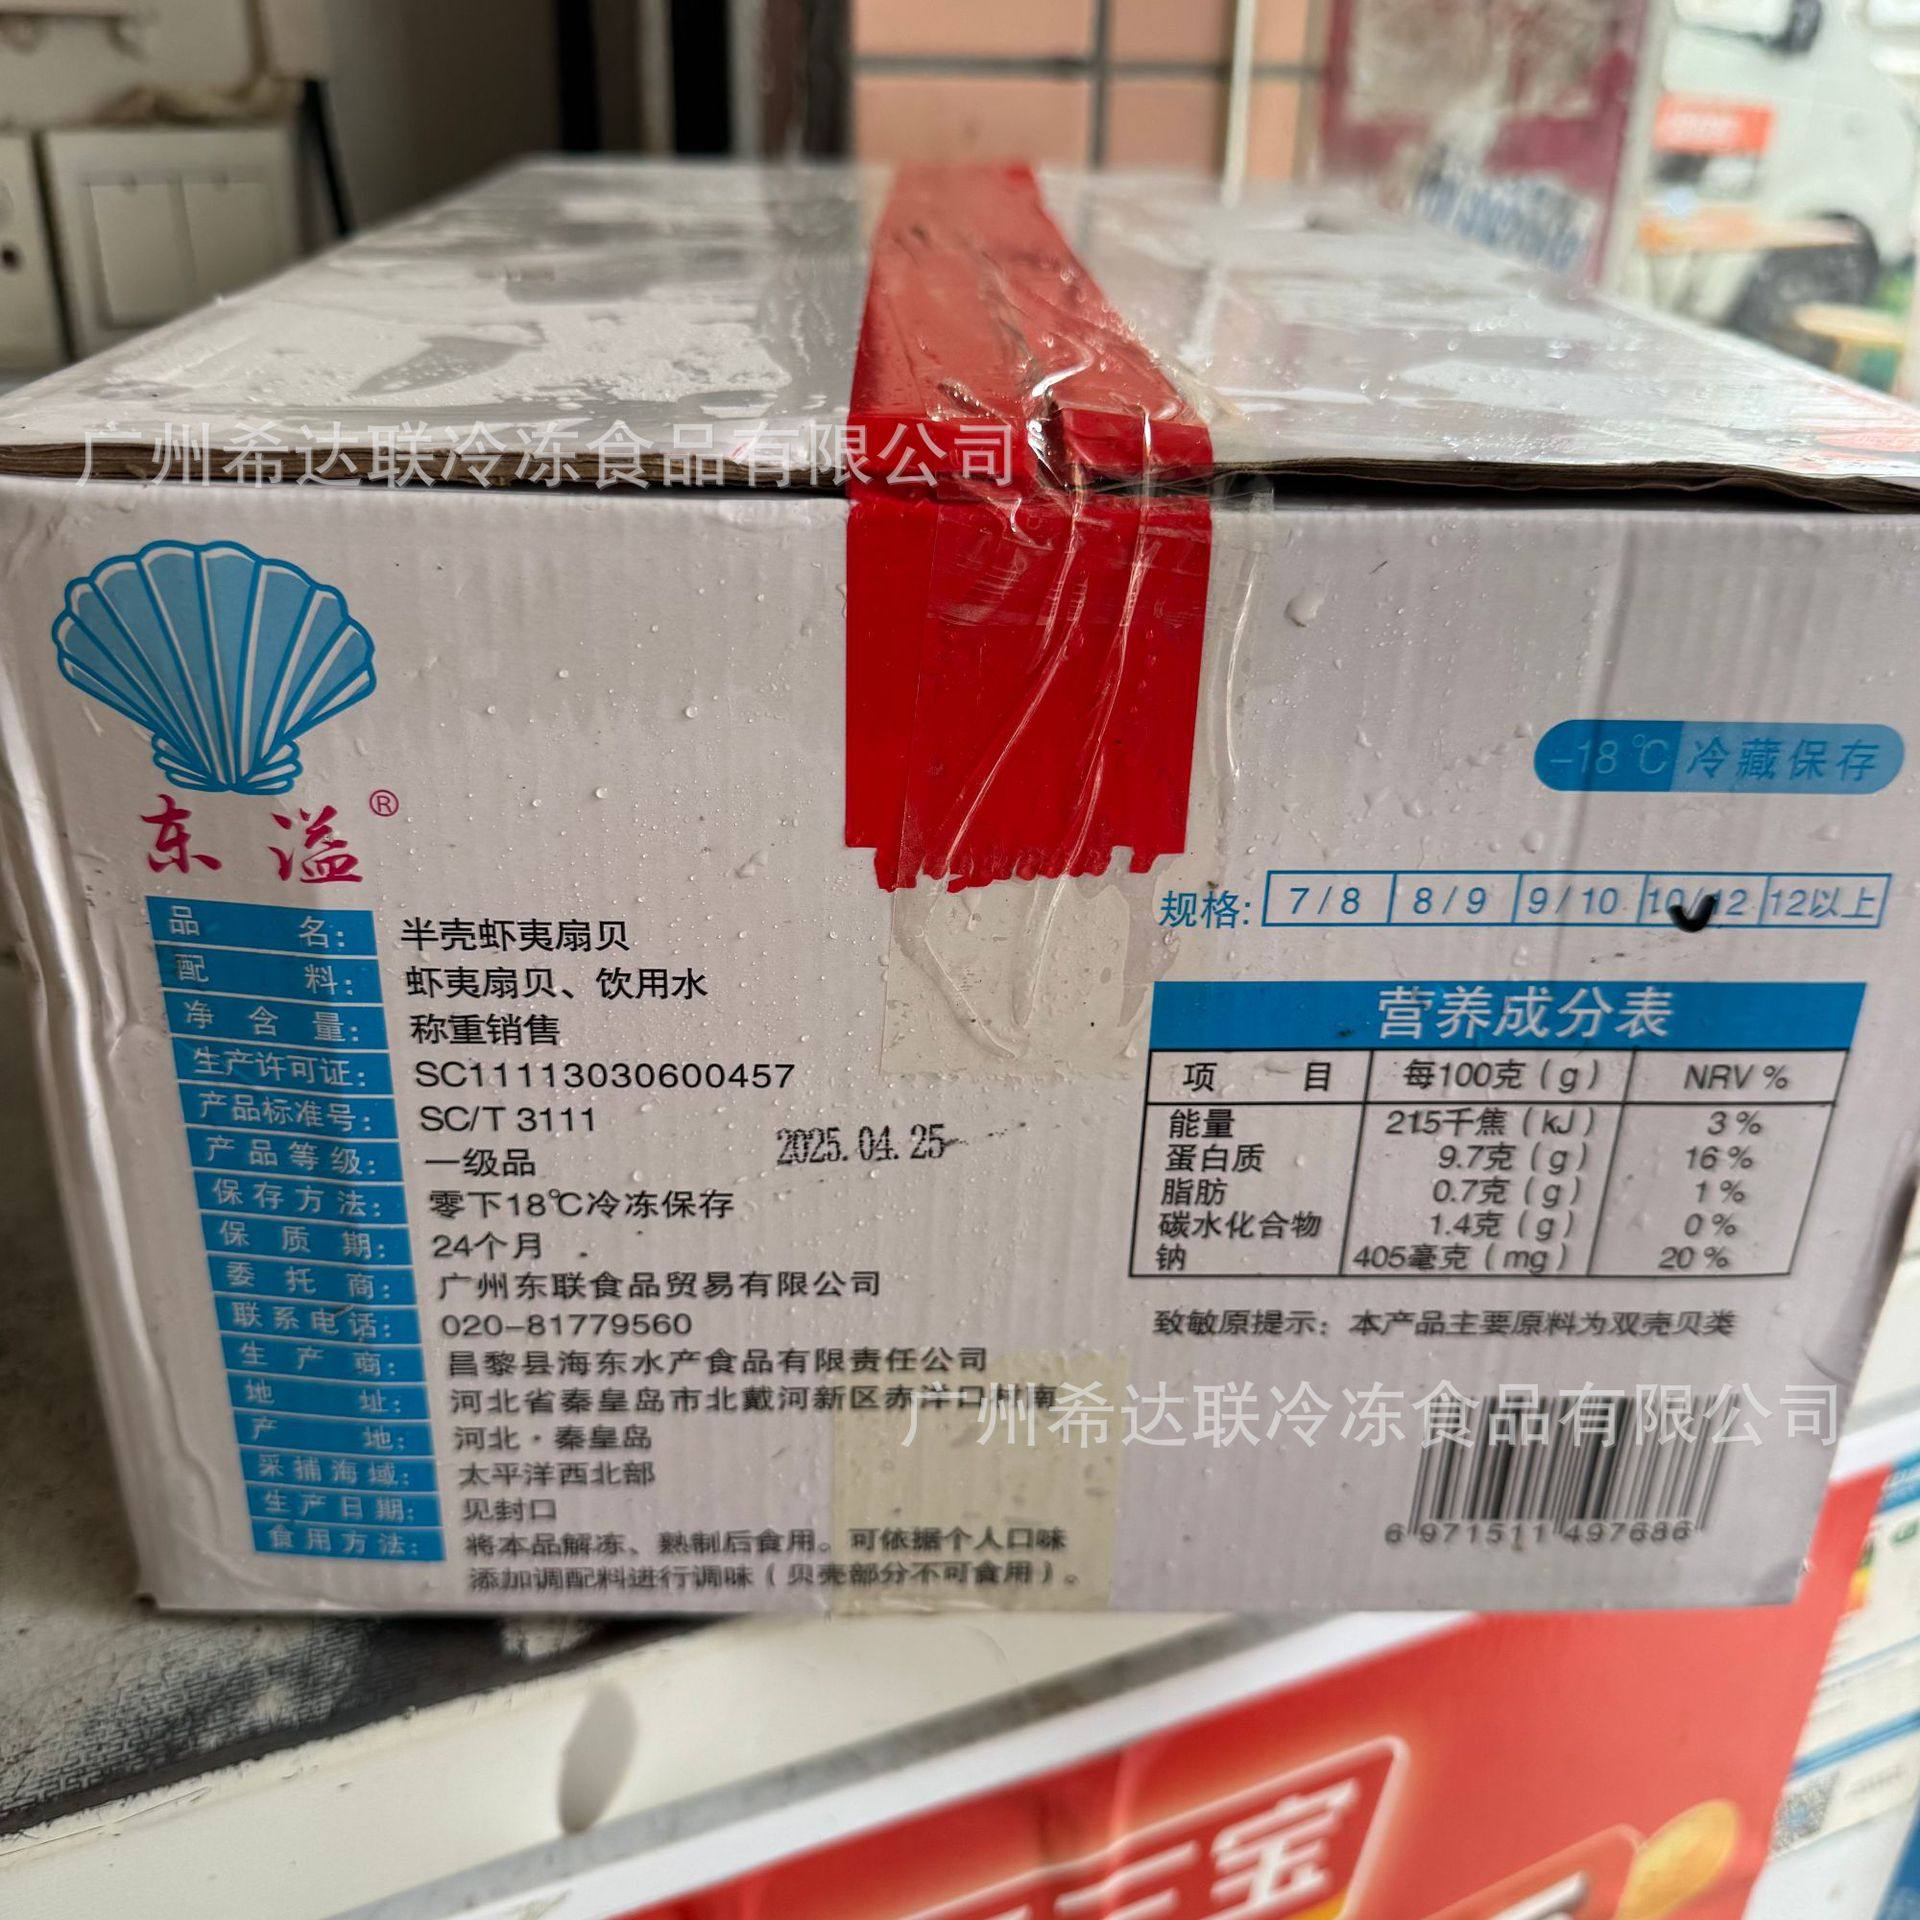 广州希达联冷冻食品有限公司
东溢®
-18℃ 冷藏保存
规格: 7/8 8/9 9/10 10/12 12以上
品名: 半壳虾夷扇贝
配料: 虾夷扇贝、饮用水
净含量: 称重销售
生产许可证: SC11113030600457
产品标准号: SC/T 3111
产品等级: 一级品
2025.04.25
保存方法: 零下18℃冷冻保存
保质期: 24个月
委托商: 广州东联食品贸易有限公司
联系电话: 020-81779560
生产商: 昌黎县海东水产食品有限责任公司
地址: 河北省秦皇岛市北戴河新区赤洋口村南
产地: 河北·秦皇岛
采捕海域: 太平洋西北部
生产日期: 见封口
食用方法: 将本品解冻、熟制后食用。可依据个人口味
添加调配料进行调味(贝壳部分不可食用)。
营养成分表
项目 每100克(g) NRV%
能量 215千焦(kJ) 3%
蛋白质 9.7克(g) 16%
脂肪 0.7克(g) 1%
碳水化合物 1.4克(g) 0%
钠 405毫克(mg) 20%
致敏原提示: 本产品主要原料为双壳贝类
广州希达联冷冻食品有限公司
6 971511 497686
宝